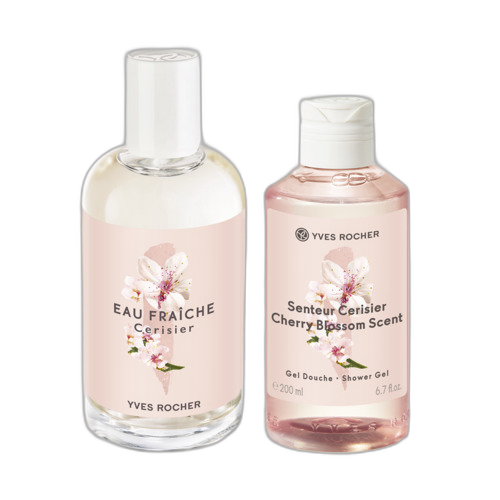 EAU FRAÎCHE
Cerisier
YVES ROCHER
YVES ROCHER
Senteur Cerisier
Cherry Blossom Scent
Gel Douche • Shower Gel
℮ 200 ml 6.7 fl.oz.
YVES